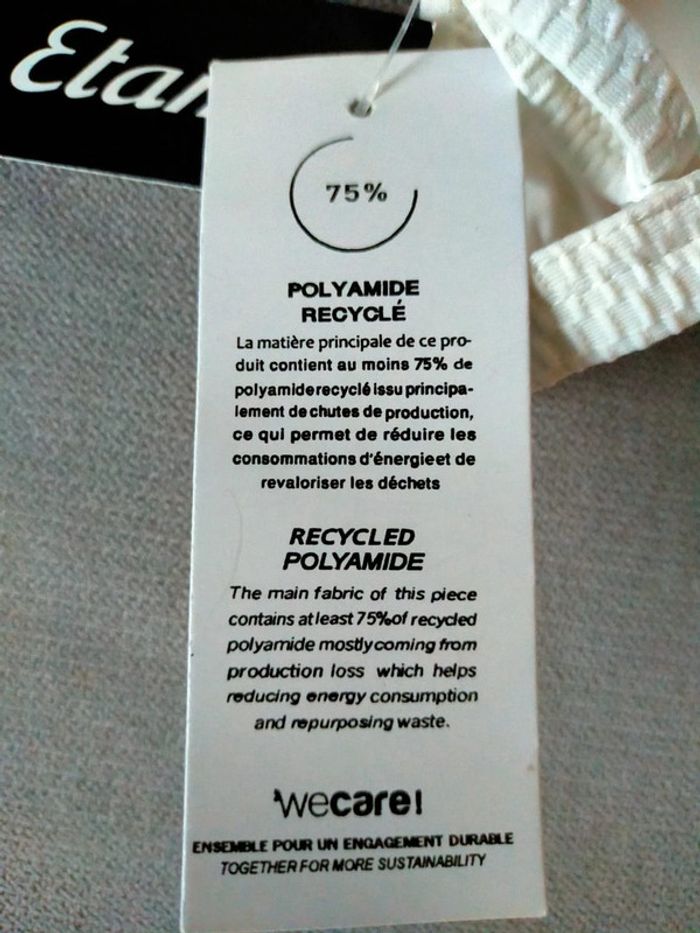 Etam
75%
POLYAMIDE
RECYCLÉ
La matière principale de ce pro-
duit contient au moins 75% de
polyamide recyclé issu principa-
lement de chutes de production,
ce qui permet de réduire les
consommations d'énergie et de
revaloriser les déchets
RECYCLED
POLYAMIDE
The main fabric of this piece
contains at least 75% of recycled
polyamide mostly coming from
production loss which helps
reducing energy consumption
and repurposing waste.
wecare!
ENSEMBLE POUR UN ENGAGEMENT DURABLE
TOGETHER FOR MORE SUSTAINABILITY